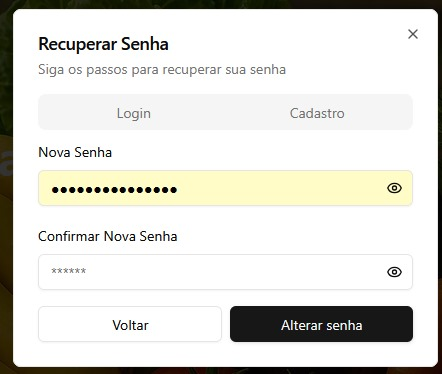 Recuperar Senha
Siga os passos para recuperar sua senha
Login
Cadastro
Nova Senha
●●●●●●●●●●●●●●●
Confirmar Nova Senha
******
Voltar
Alterar senha